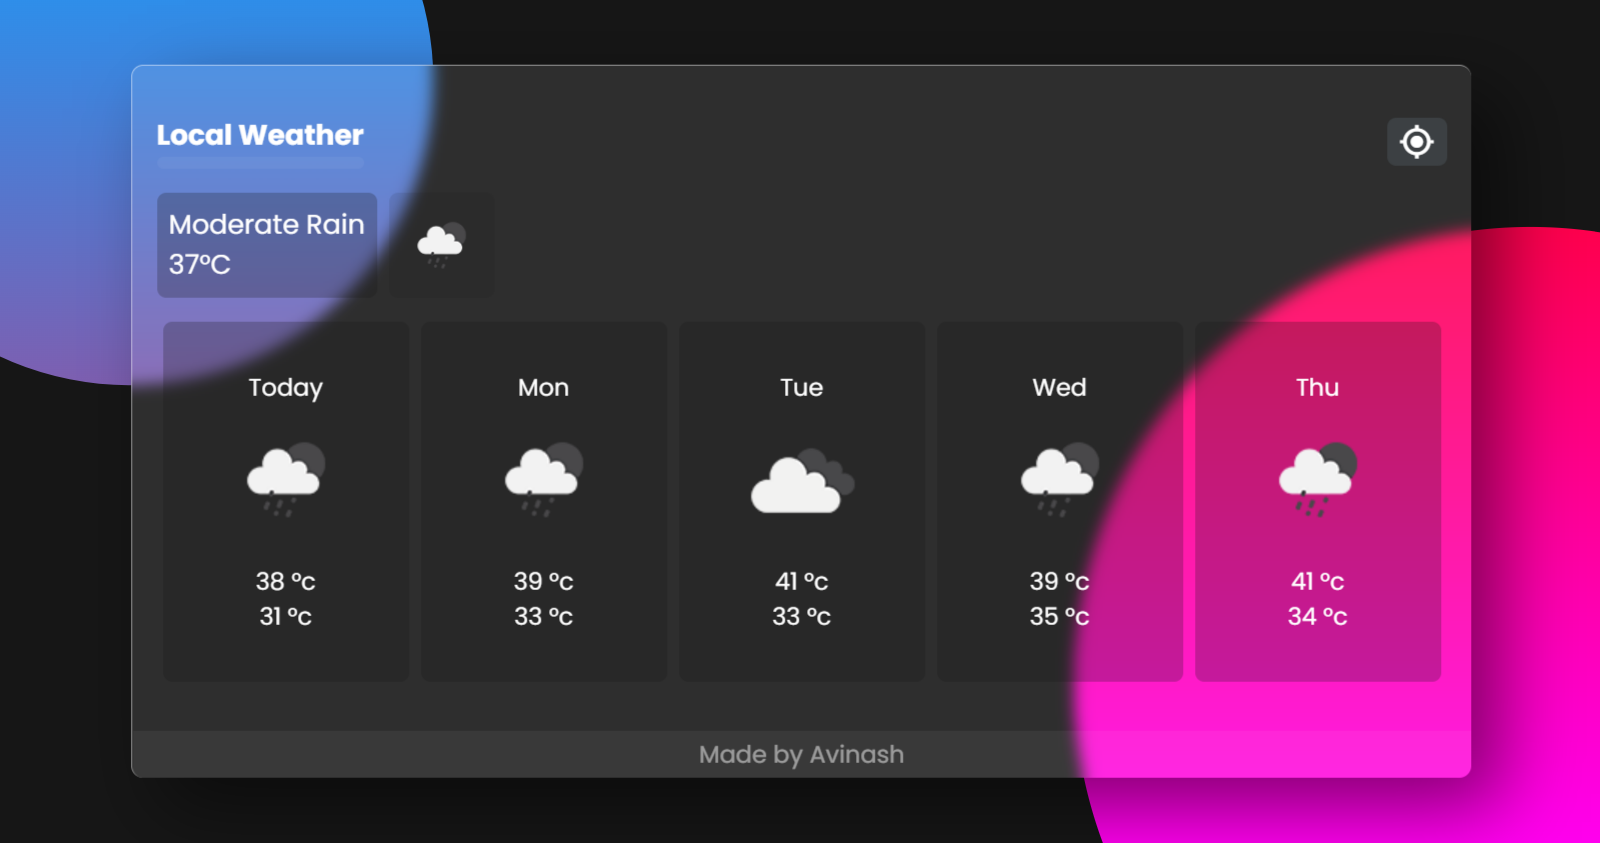 Local Weather
Moderate Rain
37°C
Today
Mon
Tue
Wed
Thu
38 °c
39 °c
41 °c
39 °c
41 °c
31 °c
33 °c
33 °c
35 °c
34 °c
Made by Avinash